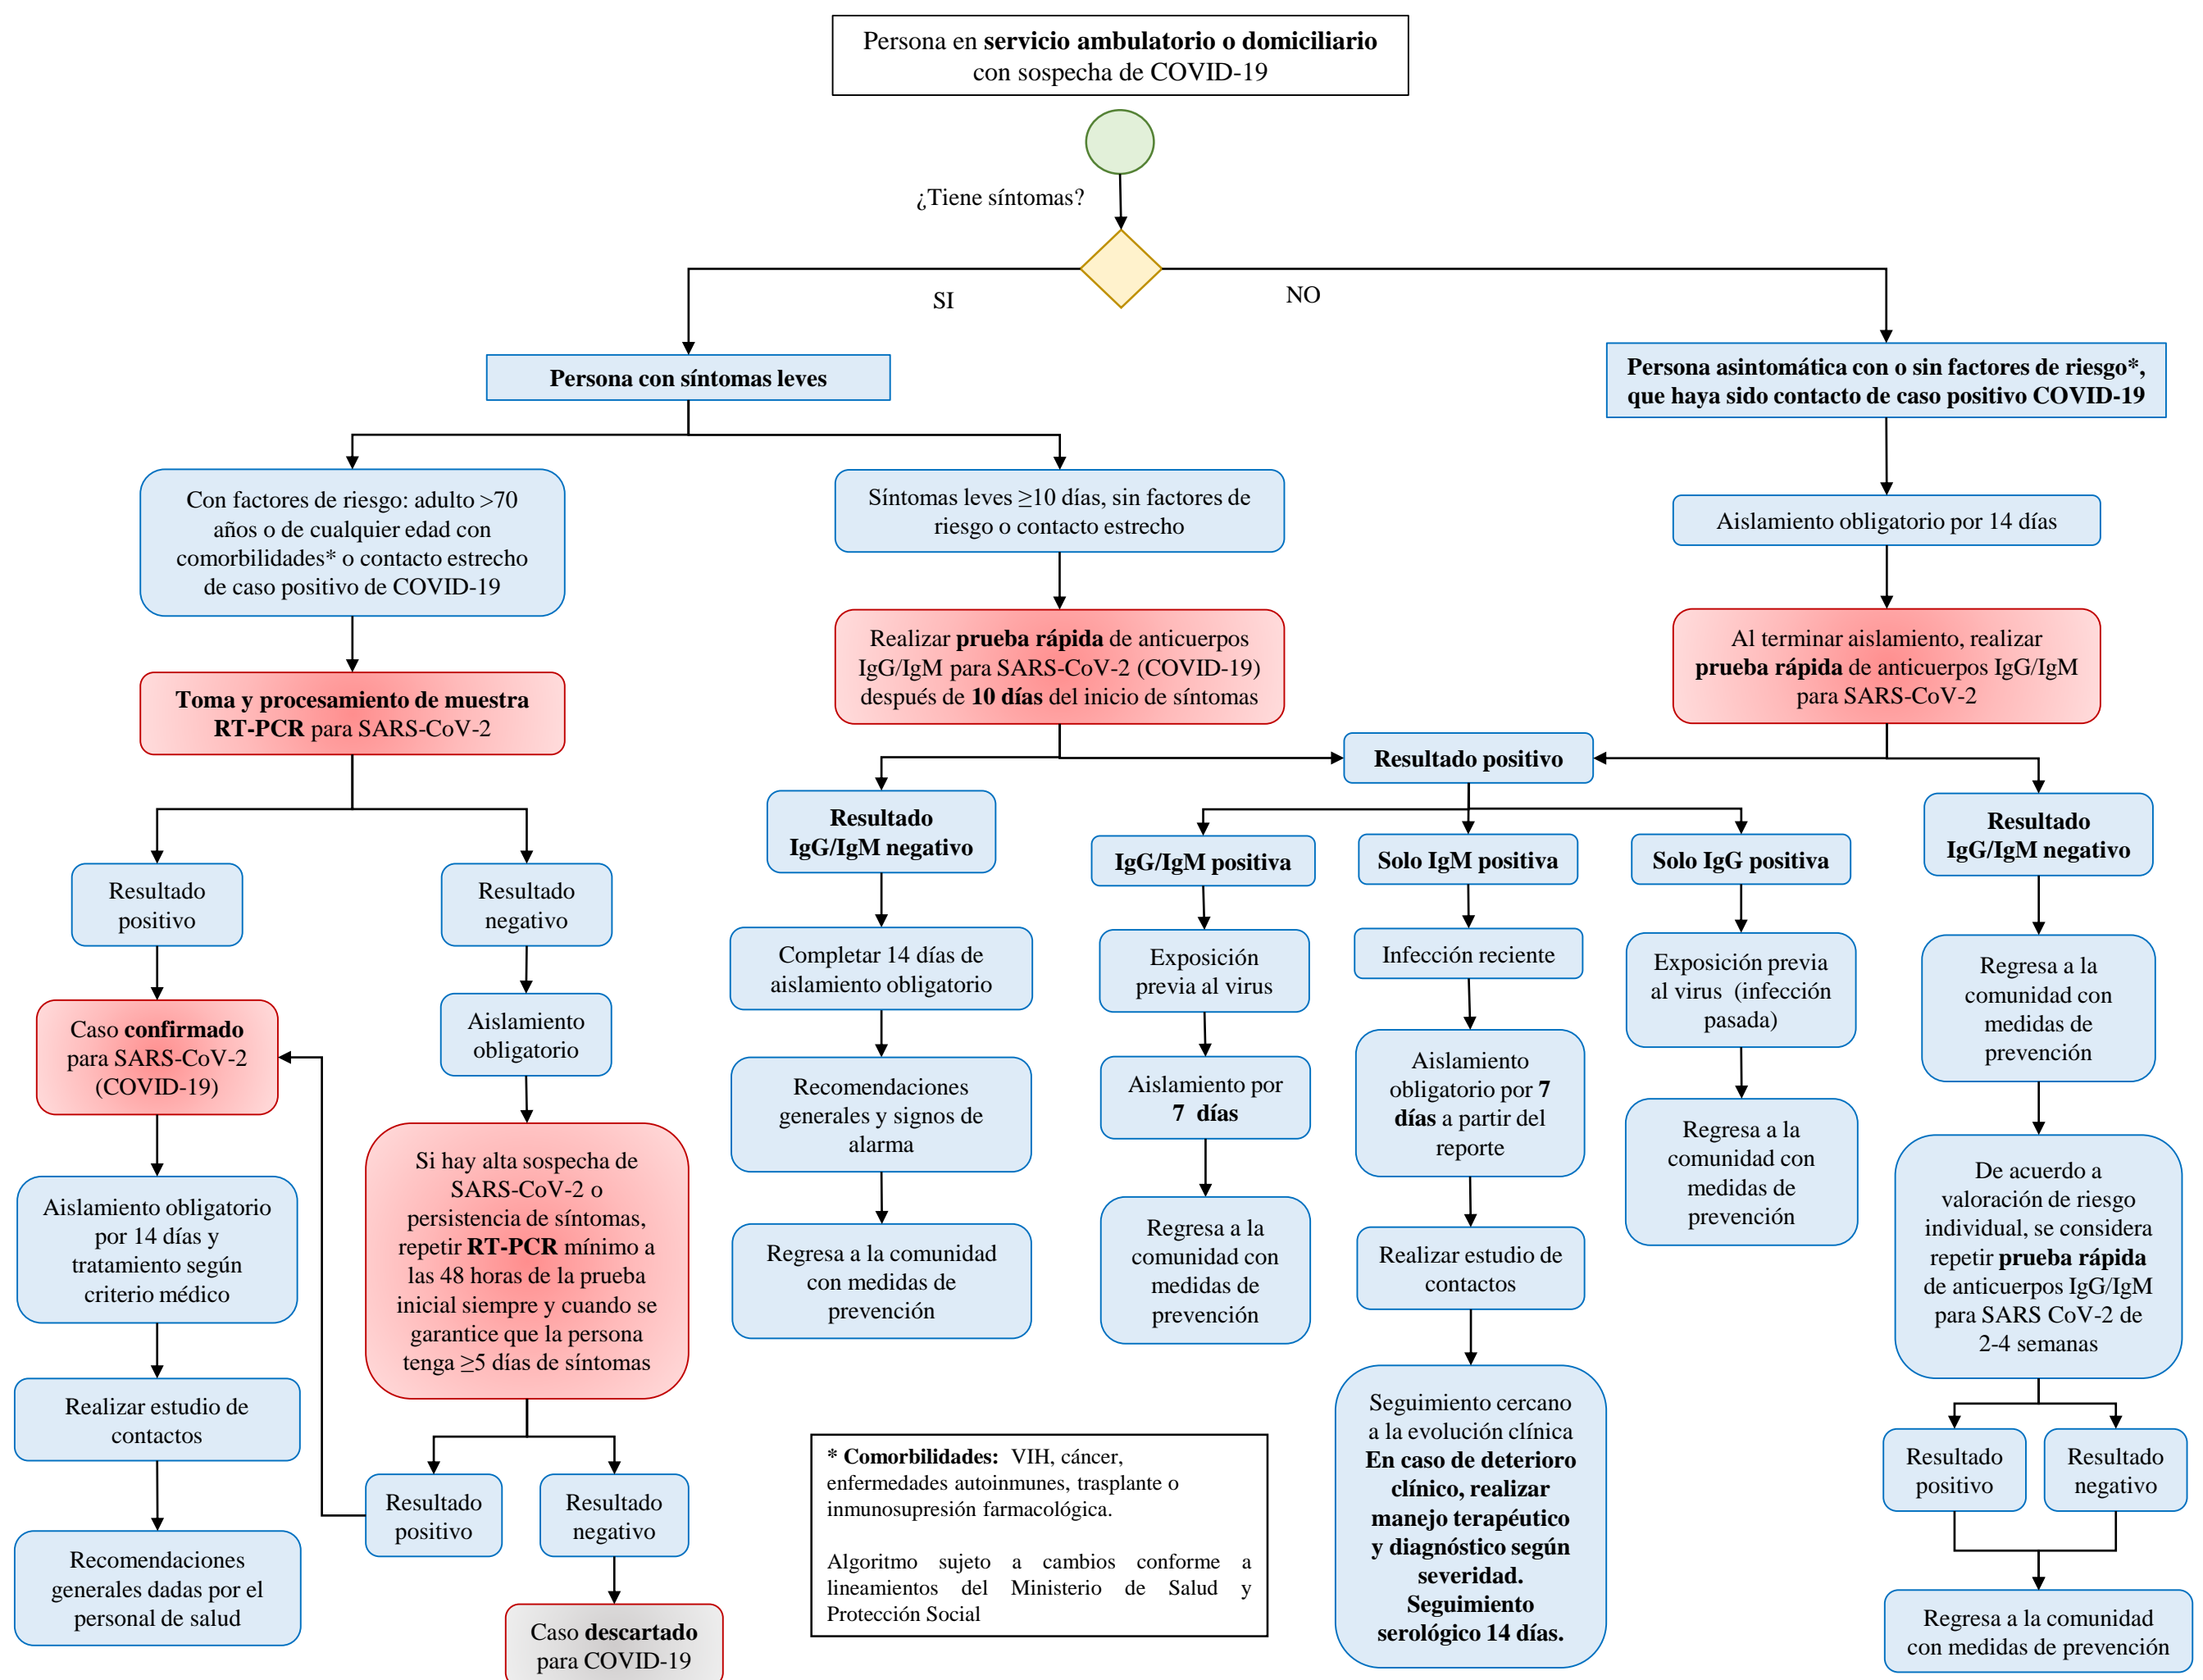 Persona en servicio ambulatorio o domiciliario
con sospecha de COVID-19
¿Tiene síntomas?
SI
NO
Persona con síntomas leves
Persona asintomática con o sin factores de riesgo*,
que haya sido contacto de caso positivo COVID-19
Con factores de riesgo: adulto >70
años o de cualquier edad con
comorbilidades* o contacto estrecho
de caso positivo de COVID-19
Síntomas leves ≥10 días, sin factores de
riesgo o contacto estrecho
Aislamiento obligatorio por 14 días
Toma y procesamiento de muestra
RT-PCR para SARS-CoV-2
Realizar prueba rápida de anticuerpos
IgG/IgM para SARS-CoV-2 (COVID-19)
después de 10 días del inicio de síntomas
Al terminar aislamiento, realizar
prueba rápida de anticuerpos IgG/IgM
para SARS-CoV-2
Resultado positivo
Resultado
positivo
Resultado
negativo
Resultado
IgG/IgM negativo
IgG/IgM positiva
Solo IgM positiva
Solo IgG positiva
Resultado
IgG/IgM negativo
Caso confirmado
para SARS-CoV-2
(COVID-19)
Aislamiento
obligatorio
Completar 14 días de
aislamiento obligatorio
Exposición
previa al virus
Infección reciente
Exposición previa
al virus (infección
pasada)
Regresa a la
comunidad con
medidas de
prevención
Aislamiento obligatorio
por 14 días y
tratamiento según
criterio médico
Si hay alta sospecha de
SARS-CoV-2 o
persistencia de síntomas,
repetir RT-PCR mínimo a
las 48 horas de la prueba
inicial siempre y cuando se
garantice que la persona
tenga ≥5 días de síntomas
Recomendaciones
generales y signos de
alarma
Aislamiento por
7 días
Aislamiento
obligatorio por 7
días a partir del
reporte
Regresa a la
comunidad con
medidas de
prevención
De acuerdo a
valoración de riesgo
individual, se considera
repetir prueba rápida
de anticuerpos IgG/IgM
para SARS CoV-2 de
2-4 semanas
Realizar estudio de
contactos
Regresa a la comunidad
con medidas de
prevención
Regresa a la
comunidad con
medidas de
prevención
Realizar estudio de
contactos
Recomendaciones
generales dadas por el
personal de salud
Resultado
positivo
Resultado
negativo
Caso descartado
para COVID-19
* Comorbilidades: VIH, cáncer,
enfermedades autoinmunes, trasplante o
inmunosupresión farmacológica.
Algoritmo sujeto a cambios conforme a
lineamientos del Ministerio de Salud y
Protección Social
Seguimiento cercano
a la evolución clínica
En caso de deterioro
clínico, realizar
manejo terapéutico
y diagnóstico según
severidad.
Seguimiento
serológico 14 días.
Resultado
positivo
Resultado
negativo
Regresa a la comunidad
con medidas de prevención